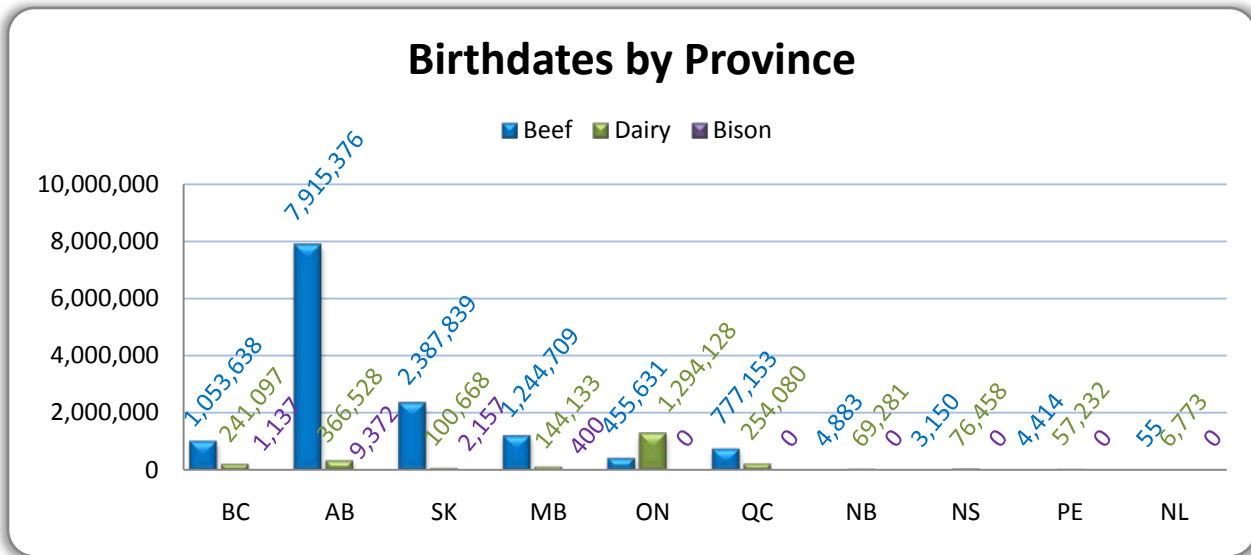 Birthdates by Province
Beef Dairy Bison
10,000,000
8,000,000
6,000,000
4,000,000
2,000,000
0
1,053,638 241,097 1,137
7,915,376 366,528 9,372
2,387,839 100,668 2,157
1,244,709 144,133 400
455,631 1,294,128 0
777,153 254,080 0
4,883 69,281 0
3,150 76,458 0
4,414 57,232 0
55 6,773 0
BC AB SK MB ON QC NB NS PE NL